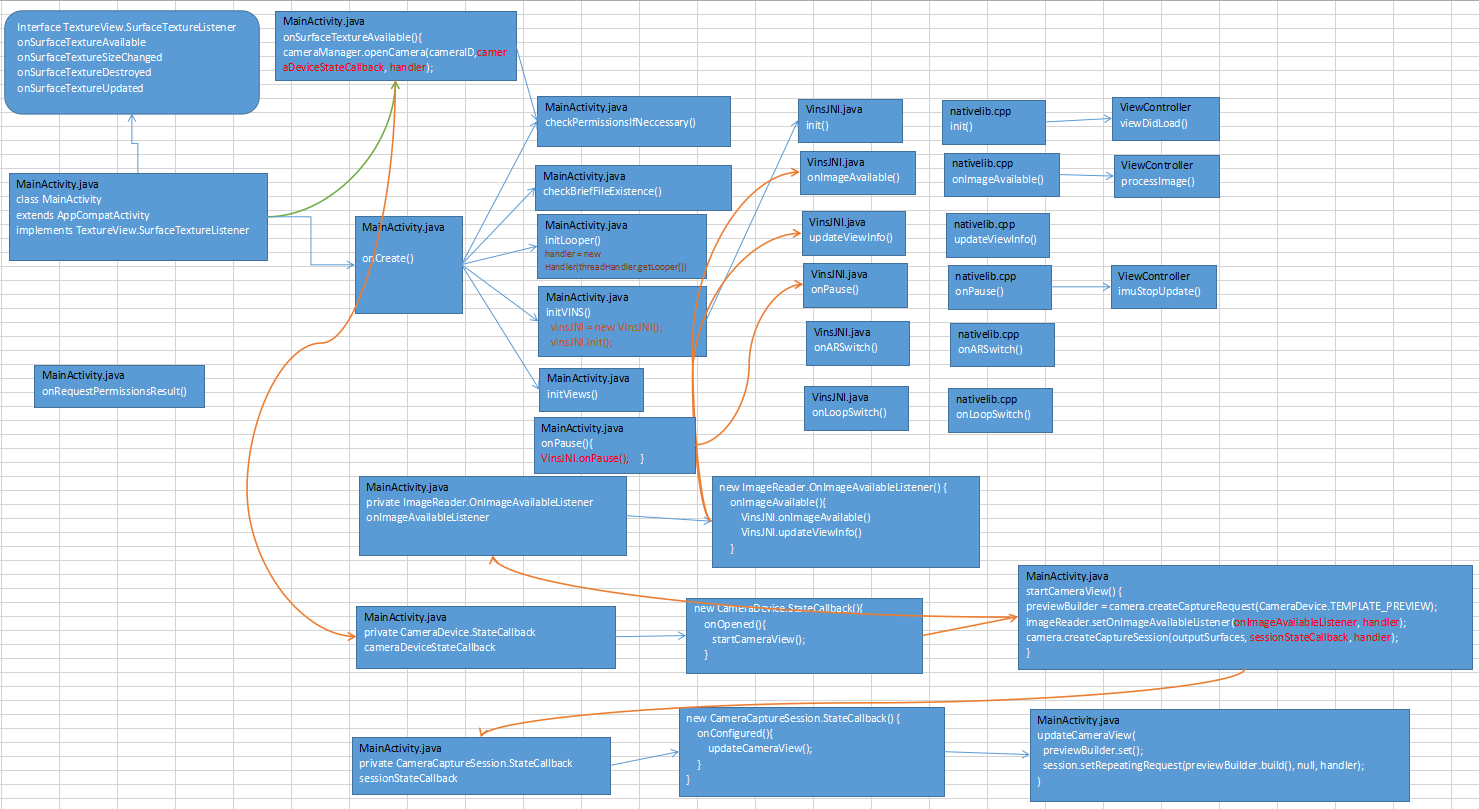 Interface TextureView.SurfaceTextureListener
onSurfaceTextureAvailable
onSurfaceTextureSizeChanged
onSurfaceTextureDestroyed
onSurfaceTextureUpdated
MainActivity.java
onSurfaceTextureAvailable(){
cameraManager.openCamera(cameraID,camer
aDeviceStateCallback, handler);
MainActivity.java
checkPermissionsIfNeccessary()
VinsJNI.java
init()
nativelib.cpp
init()
ViewController
viewDidLoad()
MainActivity.java
class MainActivity
extends AppCompatActivity
implements TextureView.SurfaceTextureListener
MainActivity.java
checkBriefFileExistence()
VinsJNI.java
onImageAvailable()
nativelib.cpp
onImageAvailable()
ViewController
processImage()
MainActivity.java
onCreate()
MainActivity.java
initLooper()
handler = new
Handler(threadHandler.getLooper())
VinsJNI.java
updateViewInfo()
nativelib.cpp
updateViewInfo()
VinsJNI.java
onPause()
nativelib.cpp
onPause()
ViewController
imuStopUpdate()
MainActivity.java
initVINS()
vinsJNI = new VinsJNI();
vinsJNI.init();
VinsJNI.java
onARSwitch()
nativelib.cpp
onARSwitch()
MainActivity.java
onRequestPermissionsResult()
MainActivity.java
initViews()
VinsJNI.java
onLoopSwitch()
nativelib.cpp
onLoopSwitch()
MainActivity.java
onPause(){
VinsJNI.onPause(); }
MainActivity.java
private ImageReader.OnImageAvailableListener
onImageAvailableListener
new ImageReader.OnImageAvailableListener() {
onImageAvailable(){
VinsJNI.onImageAvailable()
VinsJNI.updateViewInfo()
}
MainActivity.java
private CameraDevice.StateCallback
cameraDeviceStateCallback
new CameraDevice.StateCallback(){
onOpened(){
startCameraView();
}
MainActivity.java
startCameraView() {
previewBuilder = camera.createCaptureRequest(CameraDevice.TEMPLATE_PREVIEW);
imageReader.setOnImageAvailableListener(onImageAvailableListener, handler);
camera.createCaptureSession(outputSurfaces, sessionStateCallback, handler);
}
MainActivity.java
private CameraCaptureSession.StateCallback
sessionStateCallback
new CameraCaptureSession.StateCallback() {
onConfigured(){
updateCameraView();
}
}
MainActivity.java
updateCameraView(
previewBuilder.set();
session.setRepeatingRequest(previewBuilder.build(), null, handler);
)